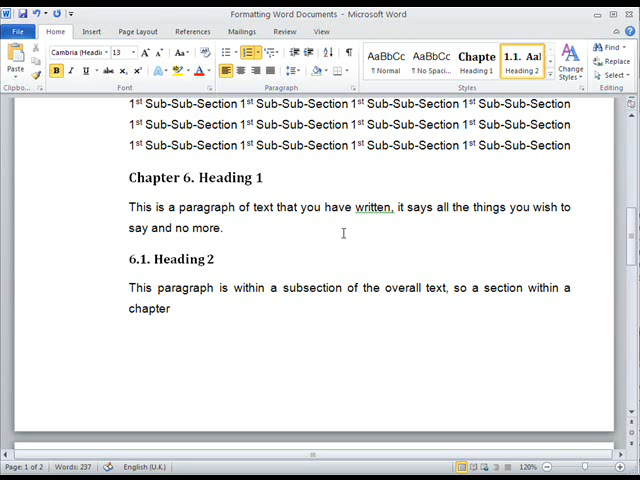 Formatting Word Documents - Microsoft Word
File Home Insert Page Layout References Mailings Review View
Paste
Cambria (Headi 13
AaBbCc AaBbCc Chapte 1.1. Aal
¶ Normal ¶ No Spaci... Heading 1 Heading 2
Change Styles
Find
Replace
Select
Clipbo... Font Paragraph Styles Editing
1st Sub-Sub-Section 1st Sub-Sub-Section 1st Sub-Sub-Section 1st Sub-Sub-Section
1st Sub-Sub-Section 1st Sub-Sub-Section 1st Sub-Sub-Section 1st Sub-Sub-Section
1st Sub-Sub-Section 1st Sub-Sub-Section 1st Sub-Sub-Section 1st Sub-Sub-Section
Chapter 6. Heading 1
This is a paragraph of text that you have written, it says all the things you wish to
say and no more.
6.1. Heading 2
This paragraph is within a subsection of the overall text, so a section within a
chapter
Page: 1 of 2 Words: 237 English (U.K.) 120%